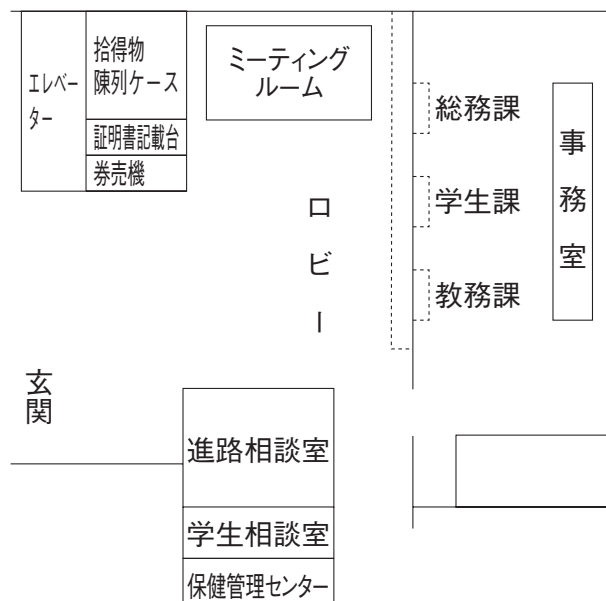 エレベー
ター
拾得物
陳列ケース
証明書記載台
券売機
ミーティング
ルーム
ロビー
総務課
学生課
教務課
事務室
玄関
進路相談室
学生相談室
保健管理センター